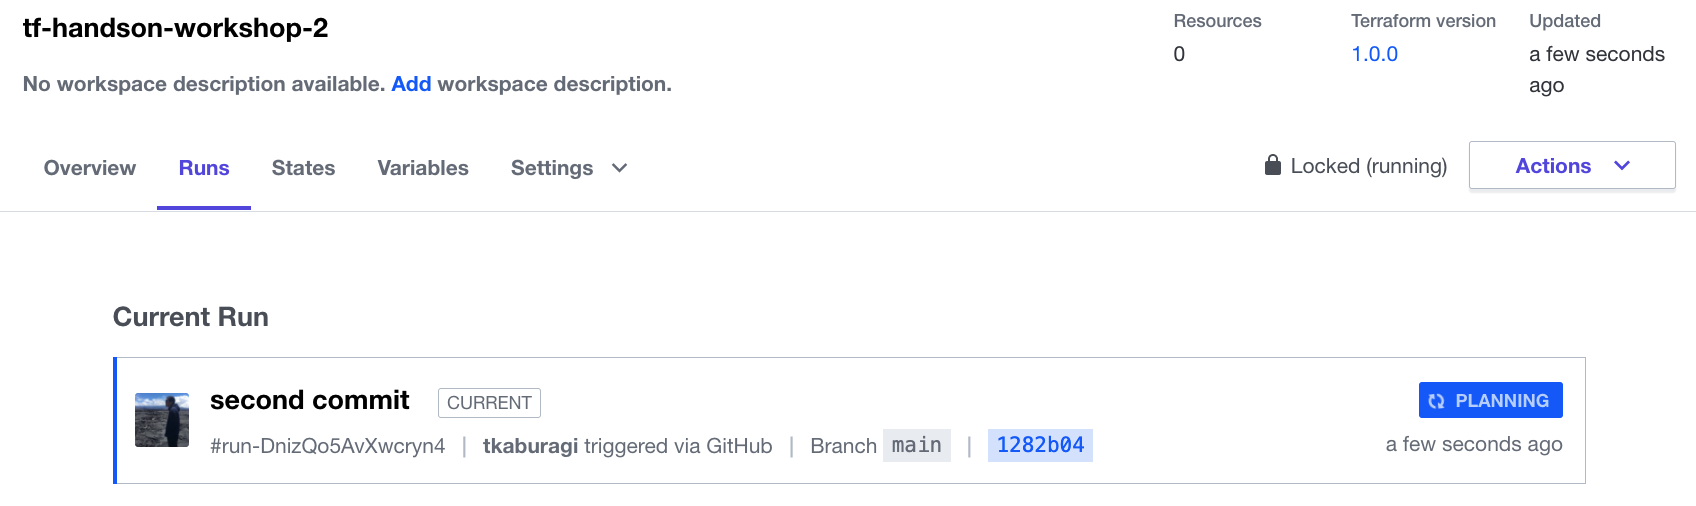 tf-handson-workshop-2
Resources
0
Terraform version
1.0.0
Updated
a few seconds
ago
No workspace description available. Add workspace description.
Overview Runs States Variables Settings
Locked (running)
Actions
Current Run
second commit CURRENT
PLANNING
#run-DnizQo5AvXwcryn4 | tkaburagi triggered via GitHub | Branch main | 1282b04
a few seconds ago